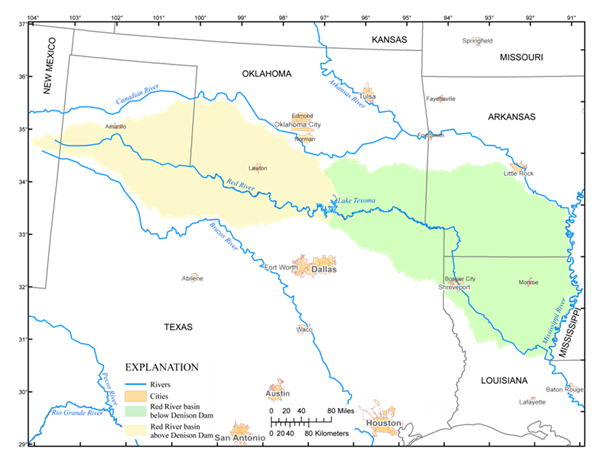 104° 103° 102° 101° 100° 99° 98° 97° 96° 95° 94° 93° 92° 91°
37°
KANSAS
Springfield
MISSOURI
NEW MEXICO
OKLAHOMA
36°
Canadian River
Arkansas River
Tulsa
Fayetteville
Edmond
Oklahoma City
ARKANSAS
Amarillo
35°
Norman
Fort Smith
Lawton
Little Rock
Red River
34°
Lake Texoma
33°
Brazos River
Fort Worth
Dallas
Abilene
Bossier City
Shreveport
Monroe
32°
TEXAS
Waco
Mississippi River
MISSISSIPPI
31°
EXPLANATION
Rivers
Cities
Red River basin
below Denison Dam
Red River basin
above Denison Dam
Pecos River
Rio Grande River
LOUISIANA
Baton Rouge
Lafayette
30°
Austin
0 20 40 80 Miles
0 20 40 80 Kilometers
Houston
San Antonio
29°